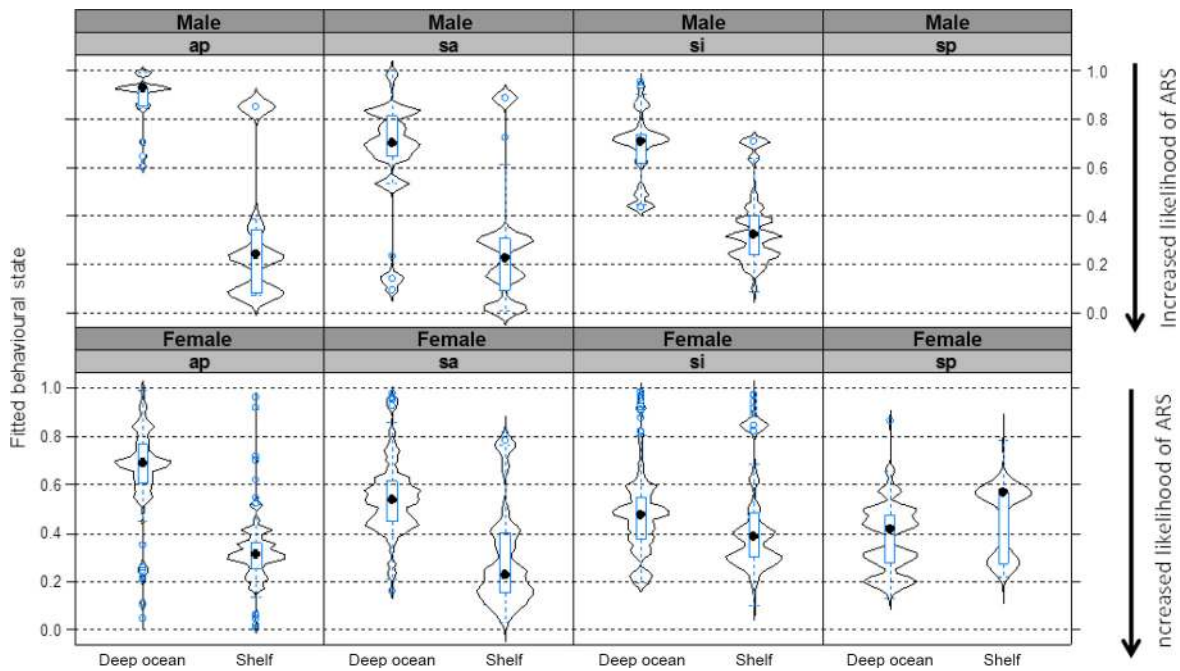 Male Male Male Male
ap sa si sp
1.0
0.8
0.6
0.4
0.2
0.0
Increased likelihood of ARS
Fitted behavioural state
Female Female Female Female
ap sa si sp
1.0
0.8
0.6
0.4
0.2
0.0
ncreased likelihood of ARS
Deep ocean Shelf Deep ocean Shelf Deep ocean Shelf Deep ocean Shelf